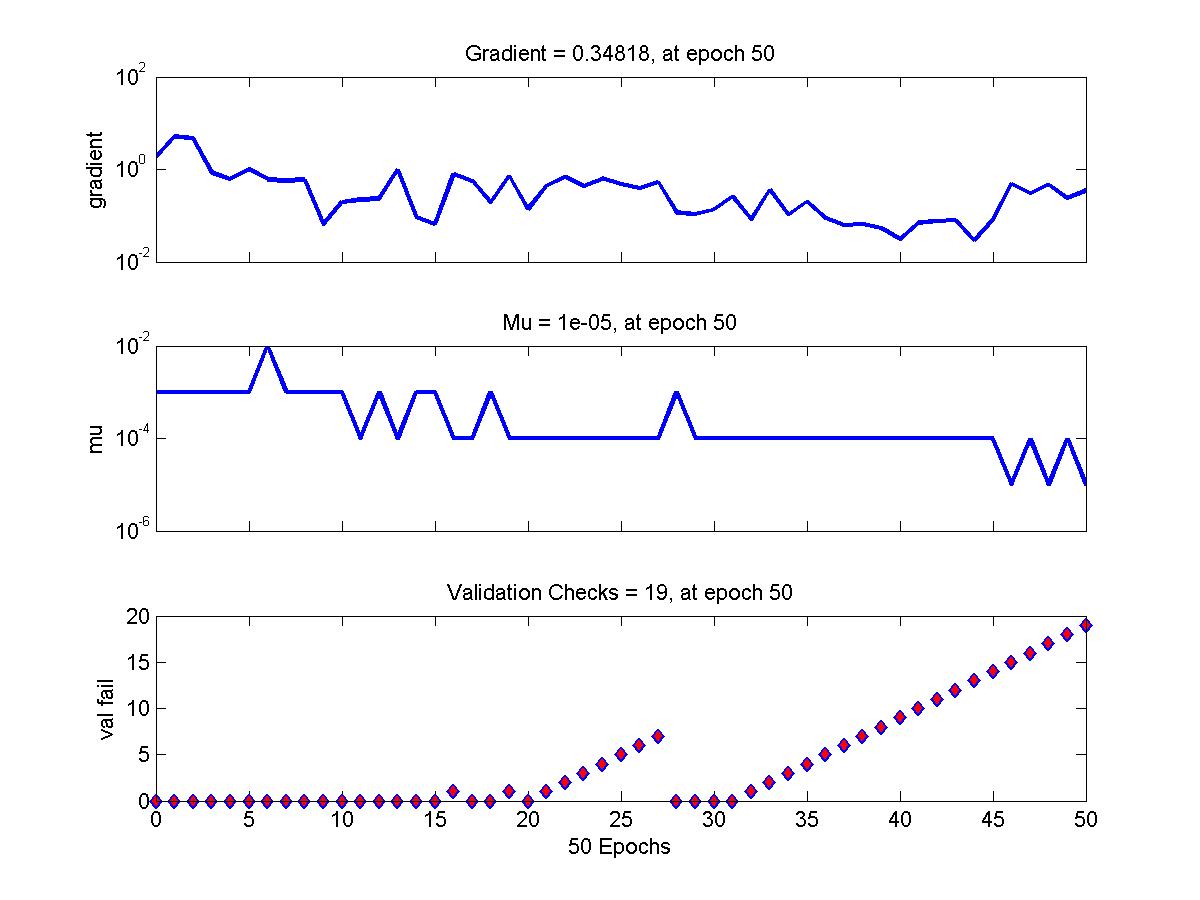 Gradient = 0.34818, at epoch 50
10^2
10^0
10^-2
gradient
Mu = 1e-05, at epoch 50
10^-2
10^-4
10^-6
mu
Validation Checks = 19, at epoch 50
20
15
10
5
0
val fail
0 5 10 15 20 25 30 35 40 45 50
50 Epochs